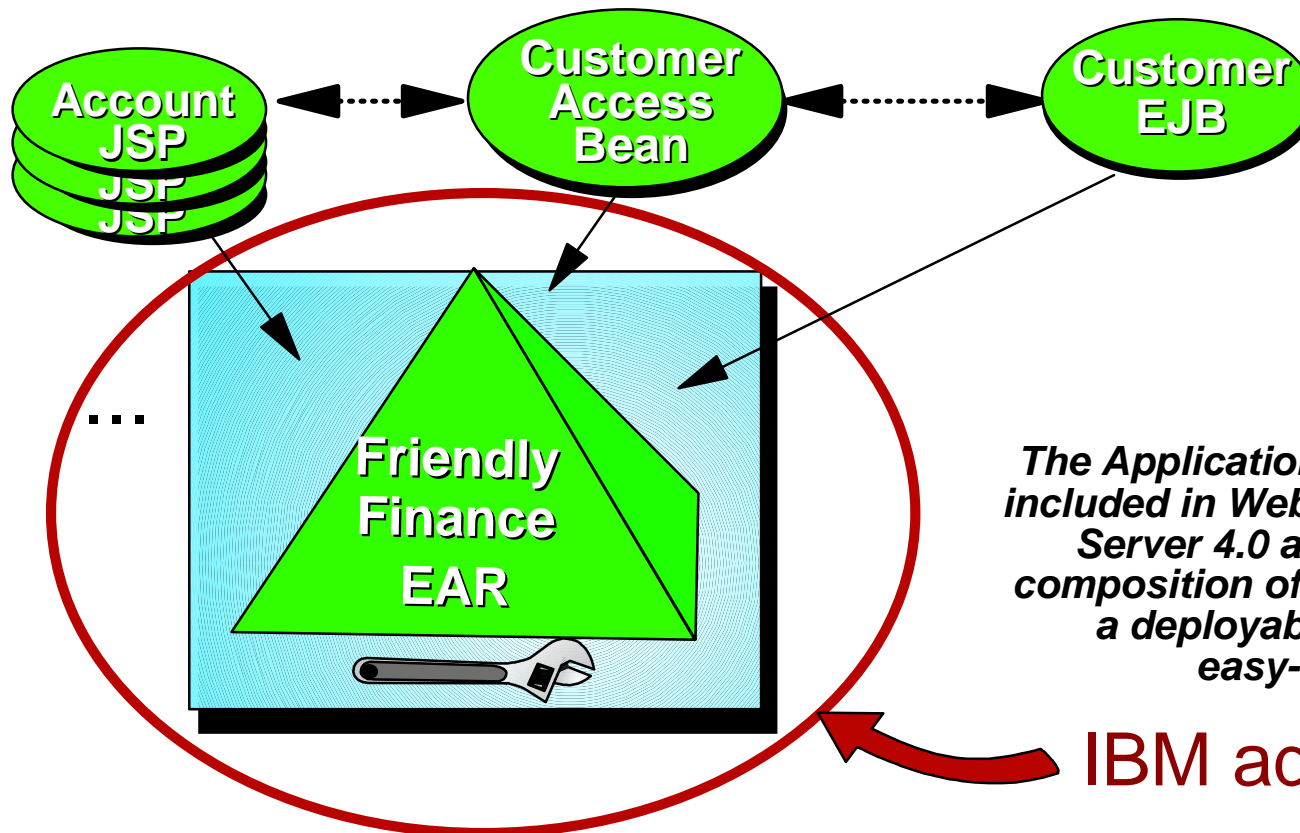 Account
JSP
JSP
JSP
Customer
Access
Bean
Customer
EJB
...
Friendly
Finance
EAR
The Application
included in Web
Server 4.0 a
composition of
a deployab
easy-
IBM ad